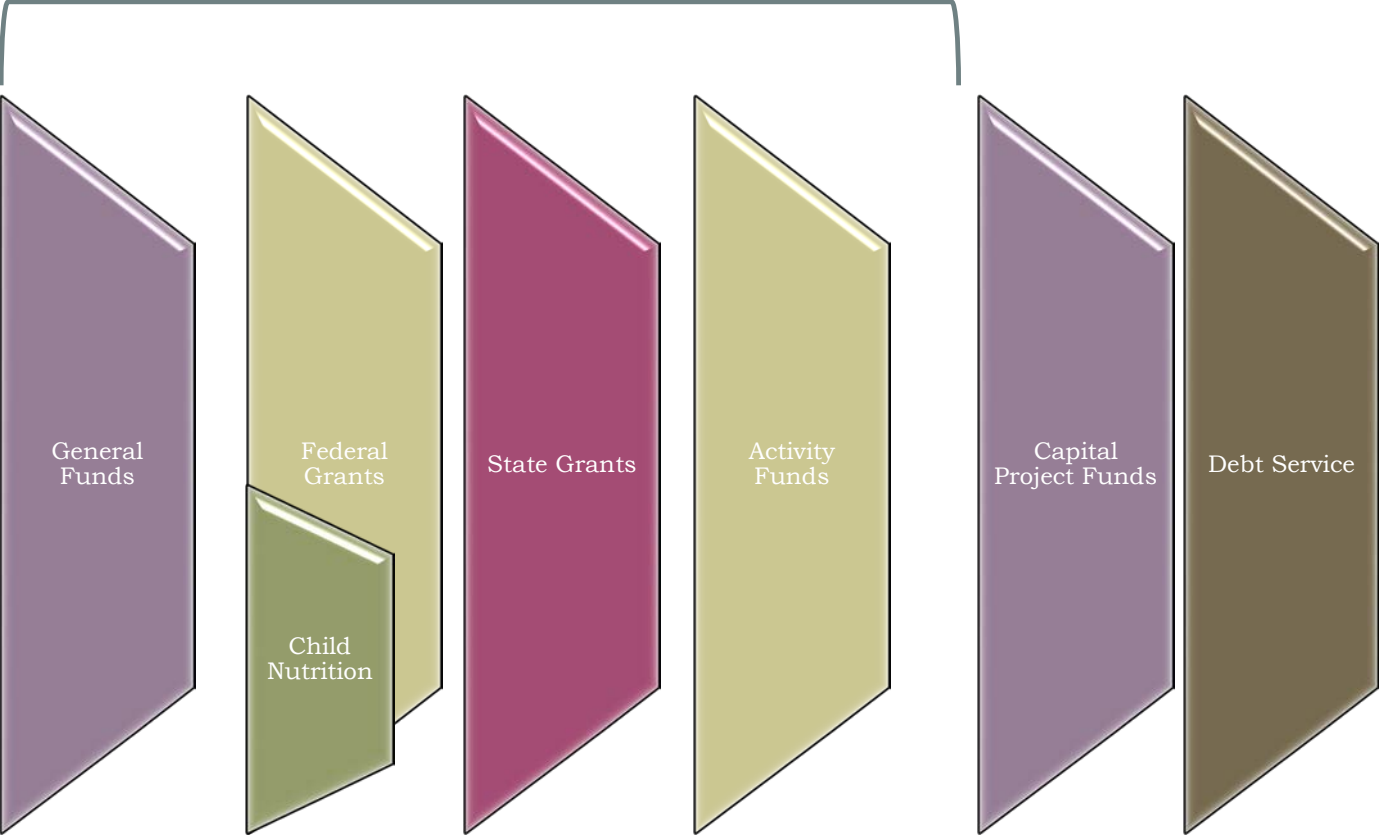 General
Funds
Federal
Grants
Child
Nutrition
State Grants
Activity
Funds
Capital
Project Funds
Debt Service